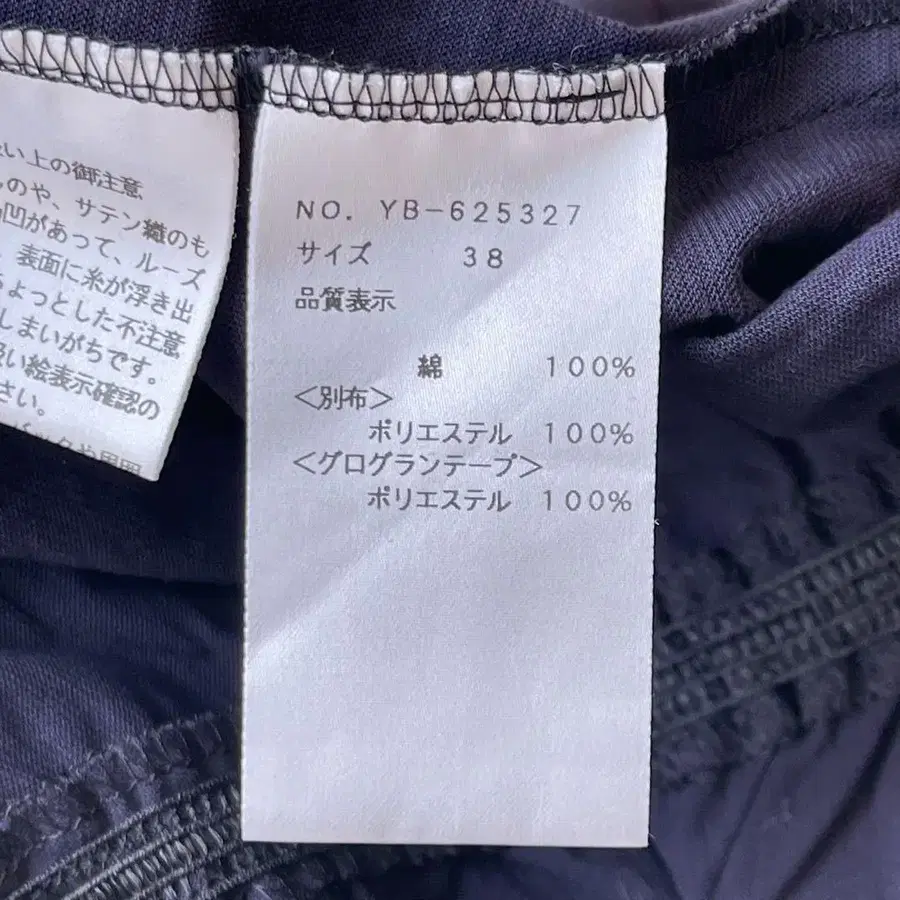 い上の御注意
のや、サテン織のも
凹があって、ルーズ
表面に糸が浮き出
ょっとした不注意
しまいがちです。
扱い絵表示確認の
さい。
NO. YB-625327
サイズ 38
品質表示
綿 100%
<別布>
ポリエステル 100%
<グログランテープ>
ポリエステル 100%